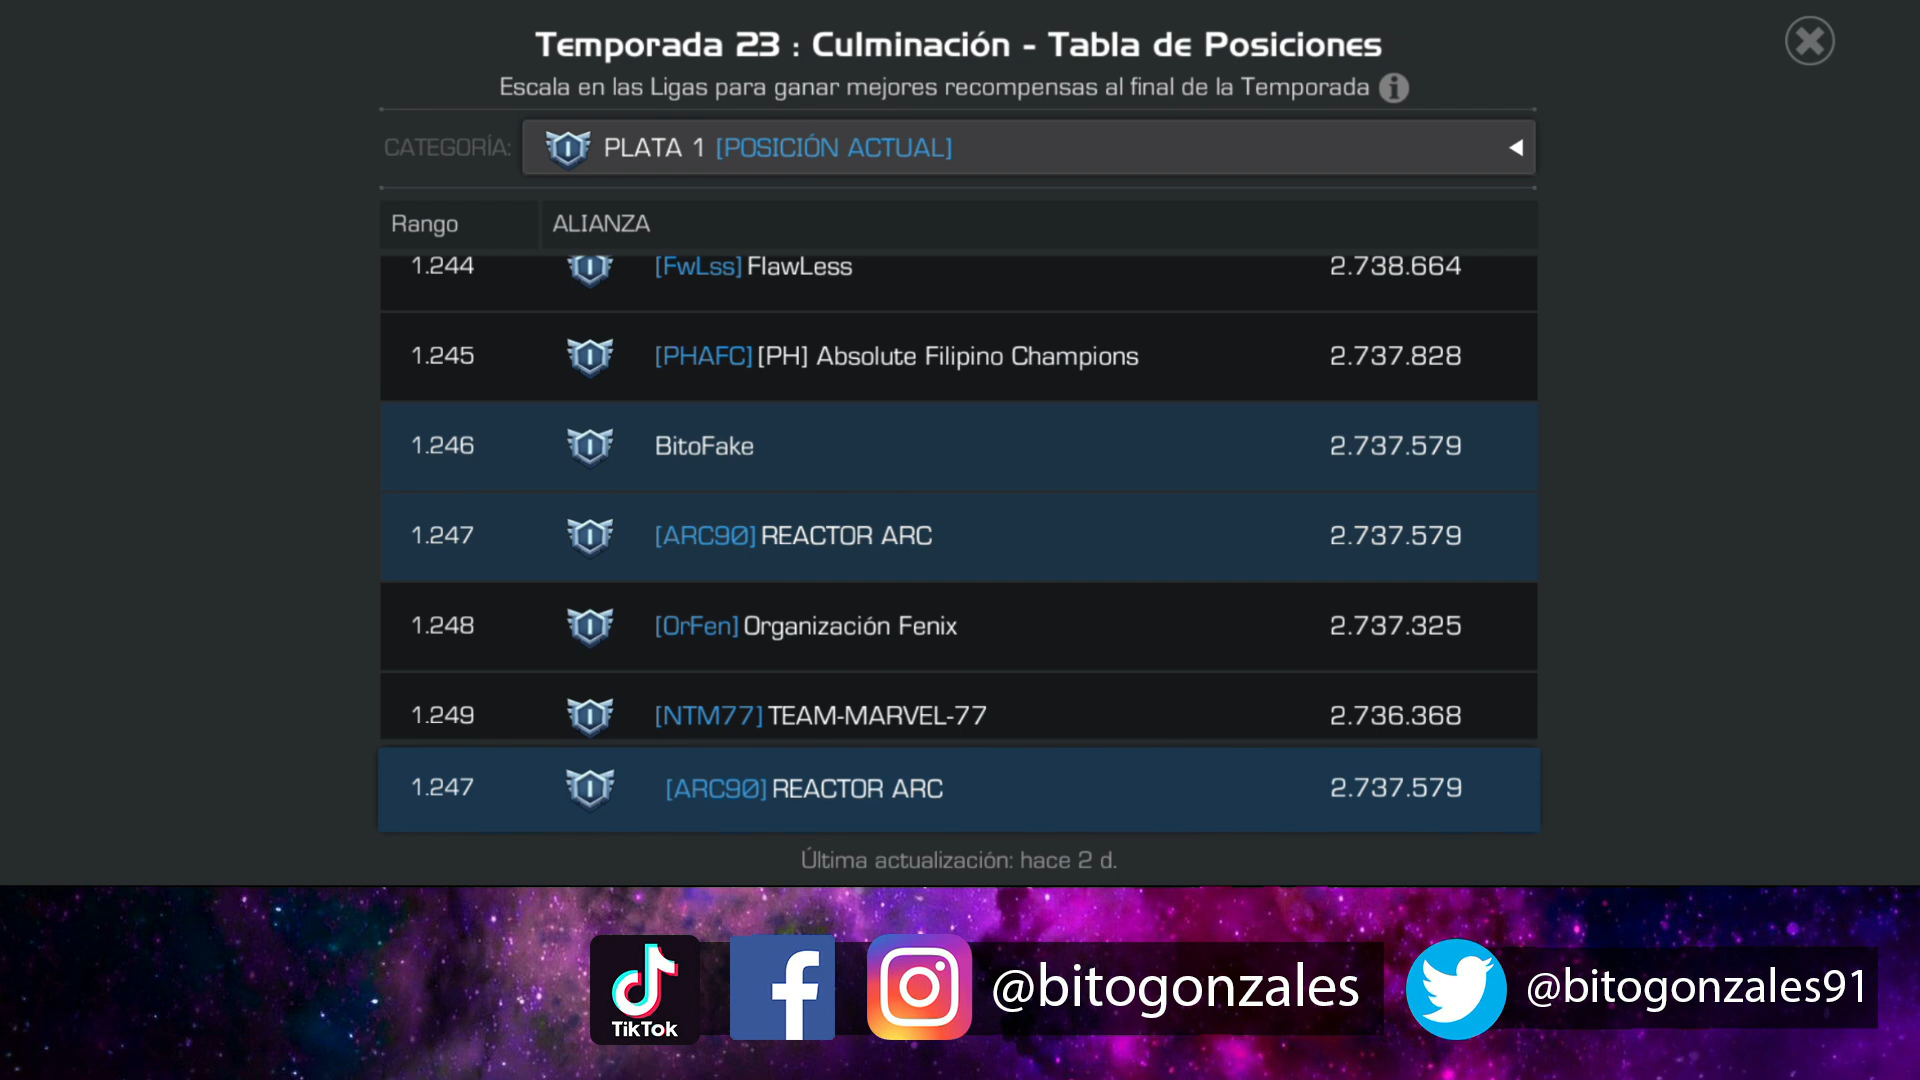 Temporada 23 : Culminación - Tabla de Posiciones
Escala en las Ligas para ganar mejores recompensas al final de la Temporada
CATEGORÍA: PLATA 1 [POSICIÓN ACTUAL]
Rango ALIANZA
1.244 [FwLss] FlawLess 2.738.664
1.245 [PHAFC] [PH] Absolute Filipino Champions 2.737.828
1.246 BitoFake 2.737.579
1.247 [ARC90] REACTOR ARC 2.737.579
1.248 [OrFen] Organización Fenix 2.737.325
1.249 [NTM77] TEAM-MARVEL-77 2.736.368
1.247 [ARC90] REACTOR ARC 2.737.579
Última actualización: hace 2 d.
TikTok @bitogonzales @bitogonzales91